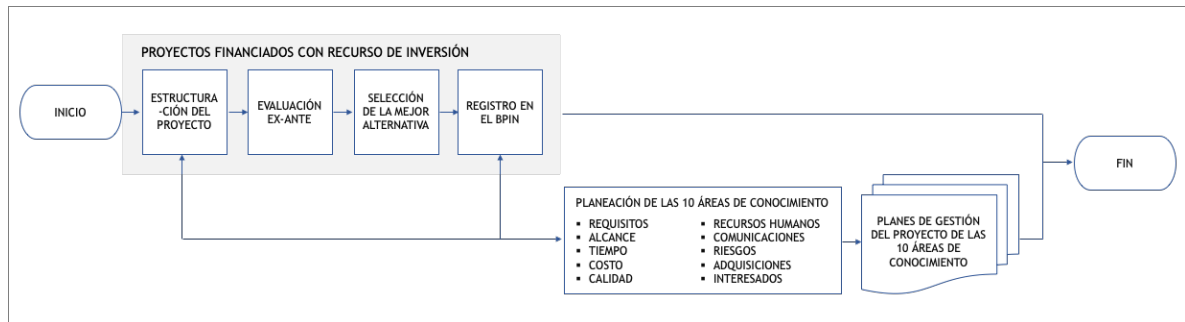 PROYECTOS FINANCIADOS CON RECURSO DE INVERSIÓN
INICIO
ESTRUCTURA
-CIÓN DEL
PROYECTO
EVALUACIÓN
EX-ANTE
SELECCIÓN
DE LA MEJOR
ALTERNATIVA
REGISTRO EN
EL BPIN
FIN
PLANEACIÓN DE LAS 10 ÁREAS DE CONOCIMIENTO
▪ REQUISITOS
▪ ALCANCE
▪ TIEMPO
▪ COSTO
▪ CALIDAD
▪ RECURSOS HUMANOS
▪ COMUNICACIONES
▪ RIESGOS
▪ ADQUISICIONES
▪ INTERESADOS
PLANES DE GESTIÓN
DEL PROYECTO DE LAS
10 ÁREAS DE
CONOCIMIENTO